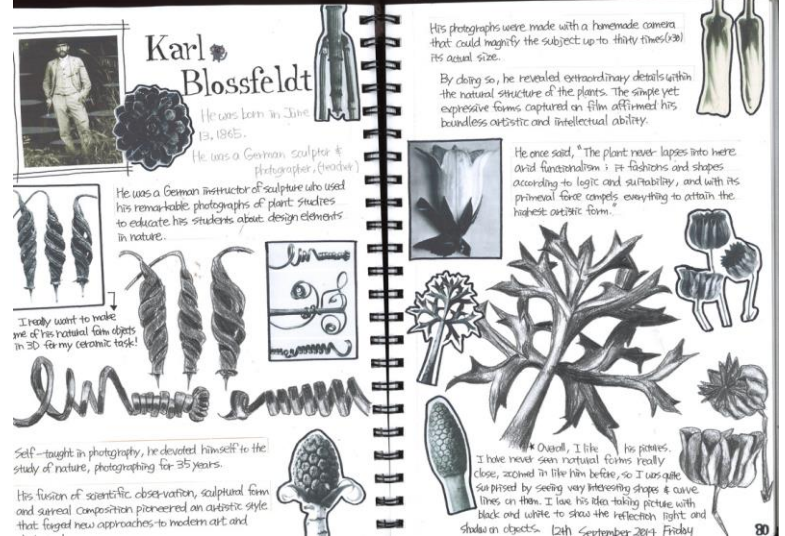 Karl
Blossfeldt
He was born in June
13, 1865.
He was a German sculptor &
photographer, (teacher)
He was a German instructor of sculpture who used
his remarkable photographs of plant studies
to educate his students about design elements
in nature.
I really want to make
me of his natural form objects
in 3D for my ceramic task!
Self-taught in photography, he devoted himself to the
study of nature, photographing for 35 years.
His fusion of scientific observation, sculptural form
and surreal composition pioneered an artistic style
that forged new approaches to modern art and
His photographs were made with a homemade camera
that could magnify the subject up to thirty times (x30)
its actual size.
By doing so, he revealed extraordinary details within
the natural structure of the plants. The simple yet
expressive forms captured on film affirmed his
boundless artistic and intellectual ability.
He once said, "The plant never lapses into mere
arid functionalism ; it fashions and shapes
according to logic and suitability, and with its
primeval force compels everything to attain the
highest artistic form."
* Overall, I like his pictures.
I have never seen natural forms really
close, zoomed in like him before, so I was quite
surprised by seeing very interesting shapes & curve
lines on them. I love his idea taking picture with
black and white to show the reflection light and
shadow on objects. 12th September 2014 Friday
80